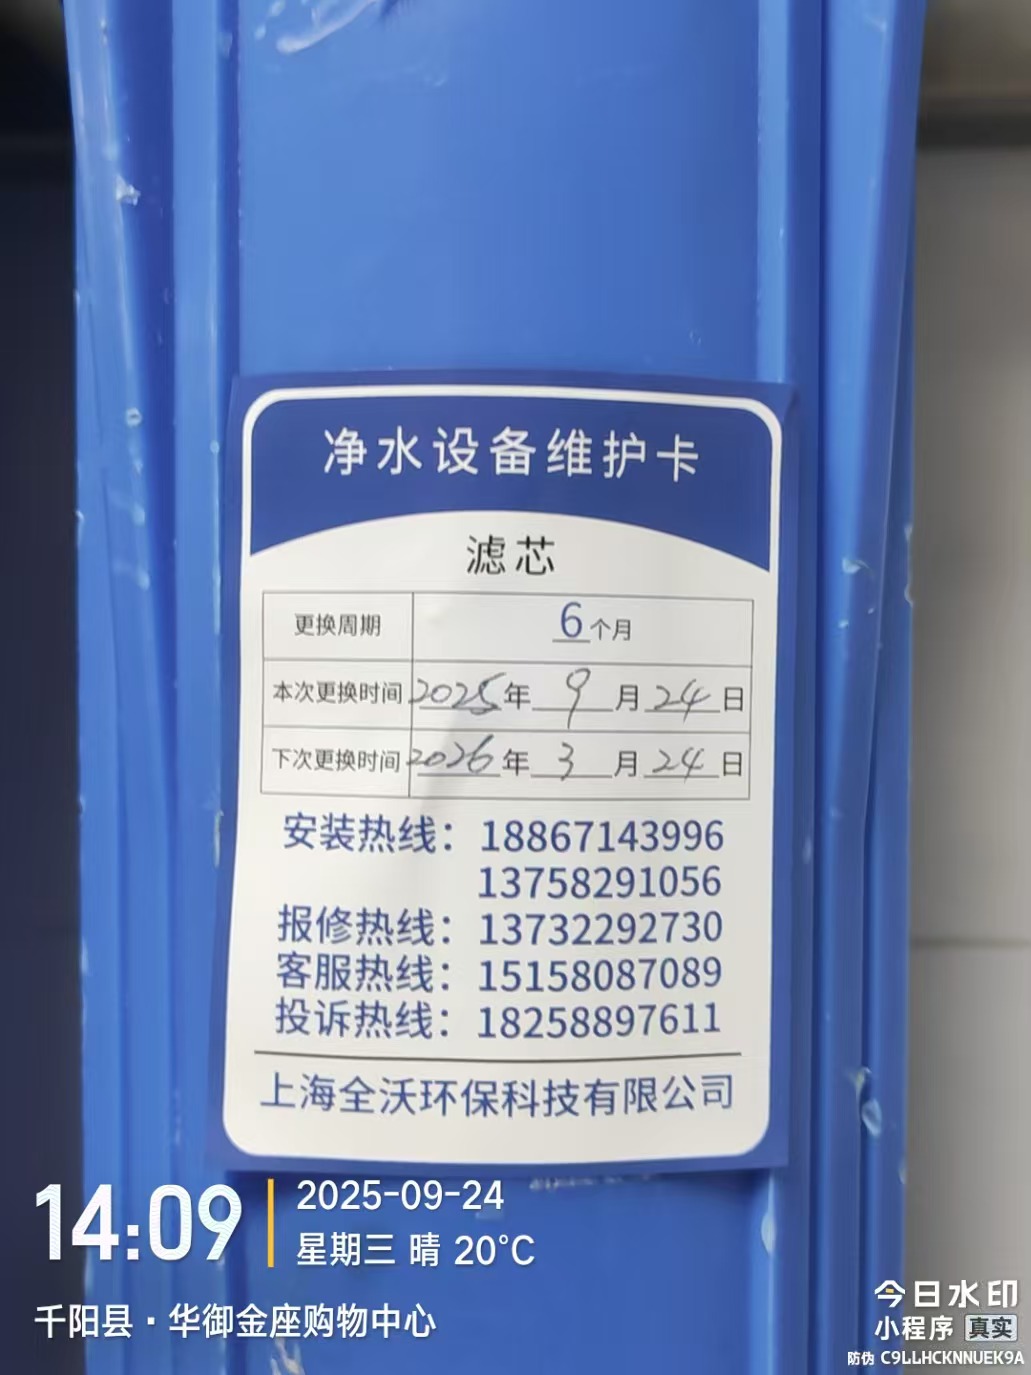 净水设备维护卡
滤芯
更换周期 6个月
本次更换时间 2025年9月24日
下次更换时间 2026年3月24日
安装热线：18867143996
13758291056
报修热线：13732292730
客服热线：15158087089
投诉热线：18258897611
上海全沃环保科技有限公司
14:09
2025-09-24
星期三 晴 20°C
千阳县·华御金座购物中心
今日水印
小程序 真实
防伪 C9LLHCKNNUEK9A